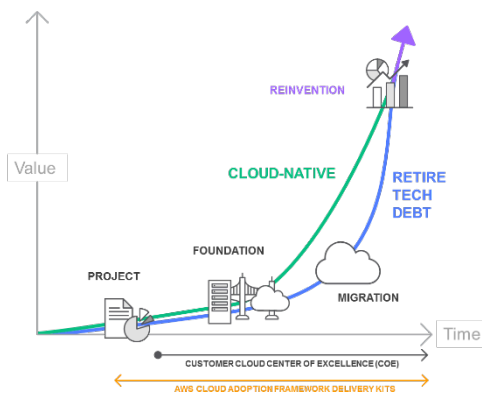 REINVENTION
Value
CLOUD-NATIVE
RETIRE
TECH
DEBT
FOUNDATION
PROJECT
MIGRATION
Time
CUSTOMER CLOUD CENTER OF EXCELLENCE (COE)
AWS CLOUD ADOPTION FRAMEWORK DELIVERY KITS